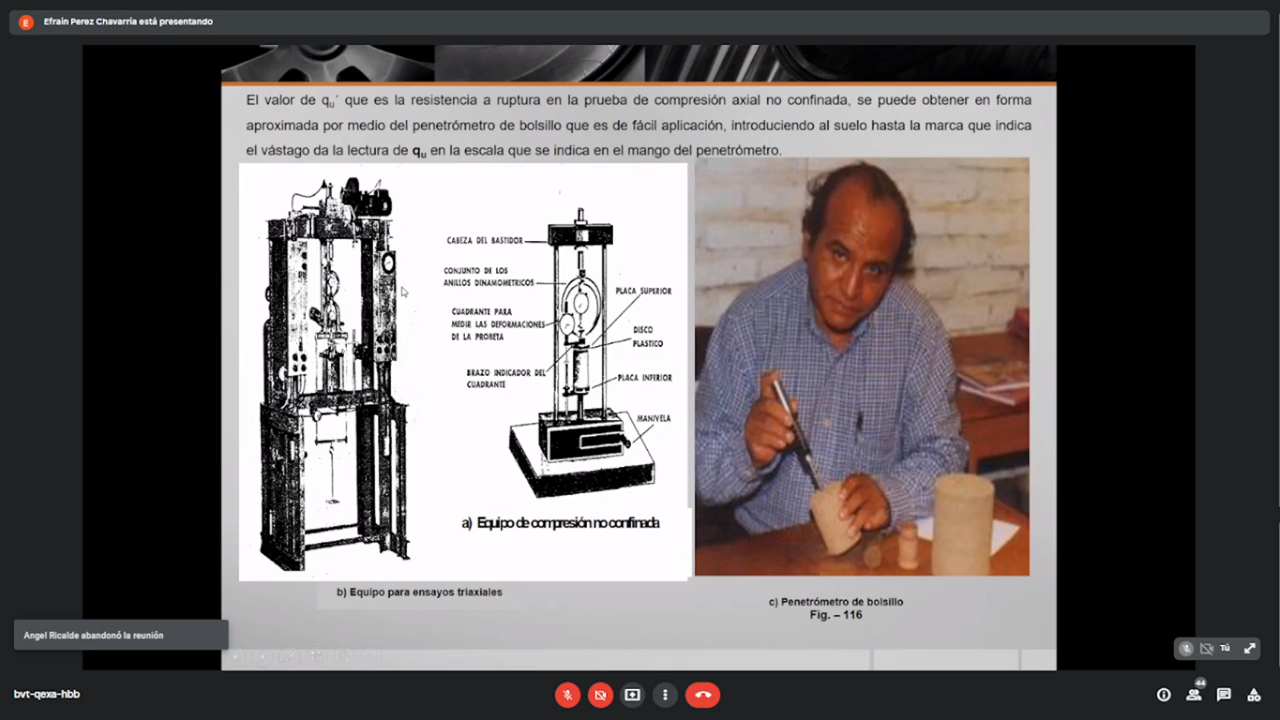 E
Efrain Perez Chavarria está presentando
El valor de qu´ que es la resistencia a ruptura en la prueba de compresión axial no confinada, se puede obtener en forma
aproximada por medio del penetrómetro de bolsillo que es de fácil aplicación, introduciendo al suelo hasta la marca que indica
el vástago da la lectura de qu en la escala que se indica en el mango del penetrómetro.
CABEZA DEL BASTIDOR
CONJUNTO DE LOS
ANILLOS DINAMOMETRICOS
PLACA SUPERIOR
CUADRANTE PARA
MEDIR LAS DEFORMACIONES
DE LA PROBETA
DISCO
PLASTICO
BRAZO INDICADOR DEL
CUADRANTE
PLACA INFERIOR
MANIVELA
a) Equipo de compresión no confinada
b) Equipo para ensayos triaxiales
c) Penetrómetro de bolsillo
Fig. – 116
Angel Ricalde abandonó la reunión
Tú
bvt-qexa-hbb
44